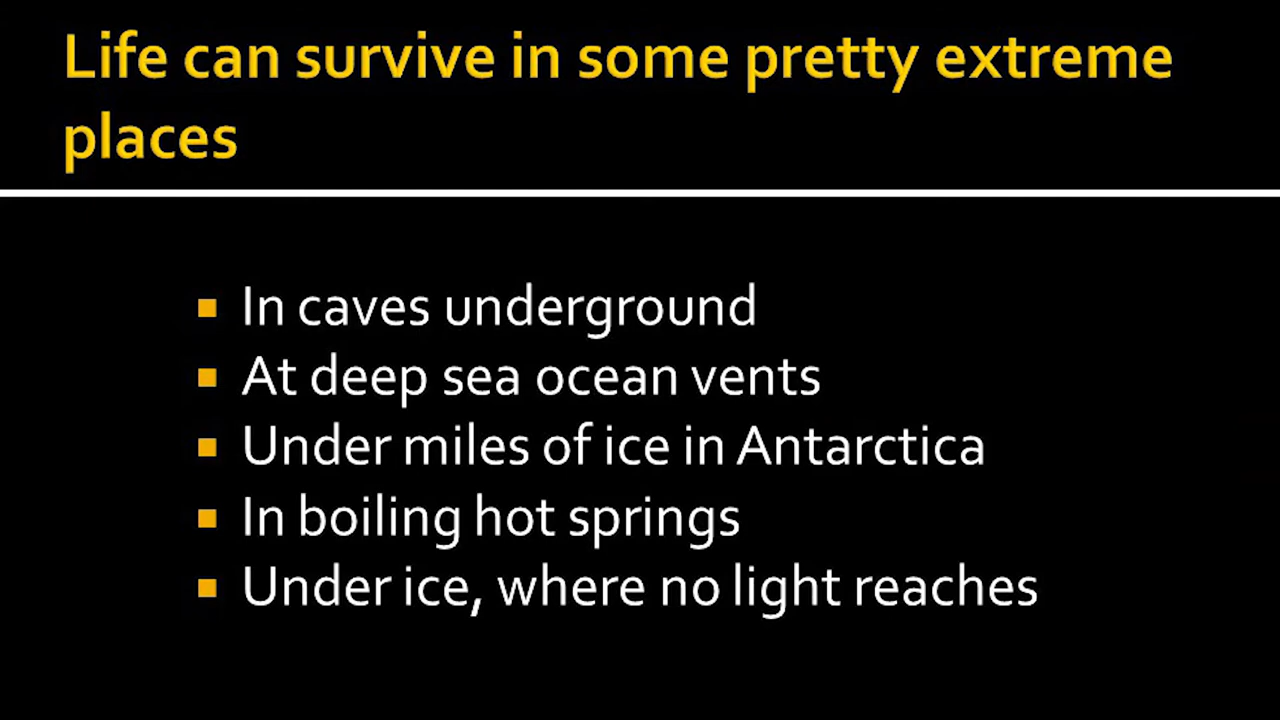 Life can survive in some pretty extreme
places
In caves underground
At deep sea ocean vents
Under miles of ice in Antarctica
In boiling hot springs
Under ice, where no light reaches